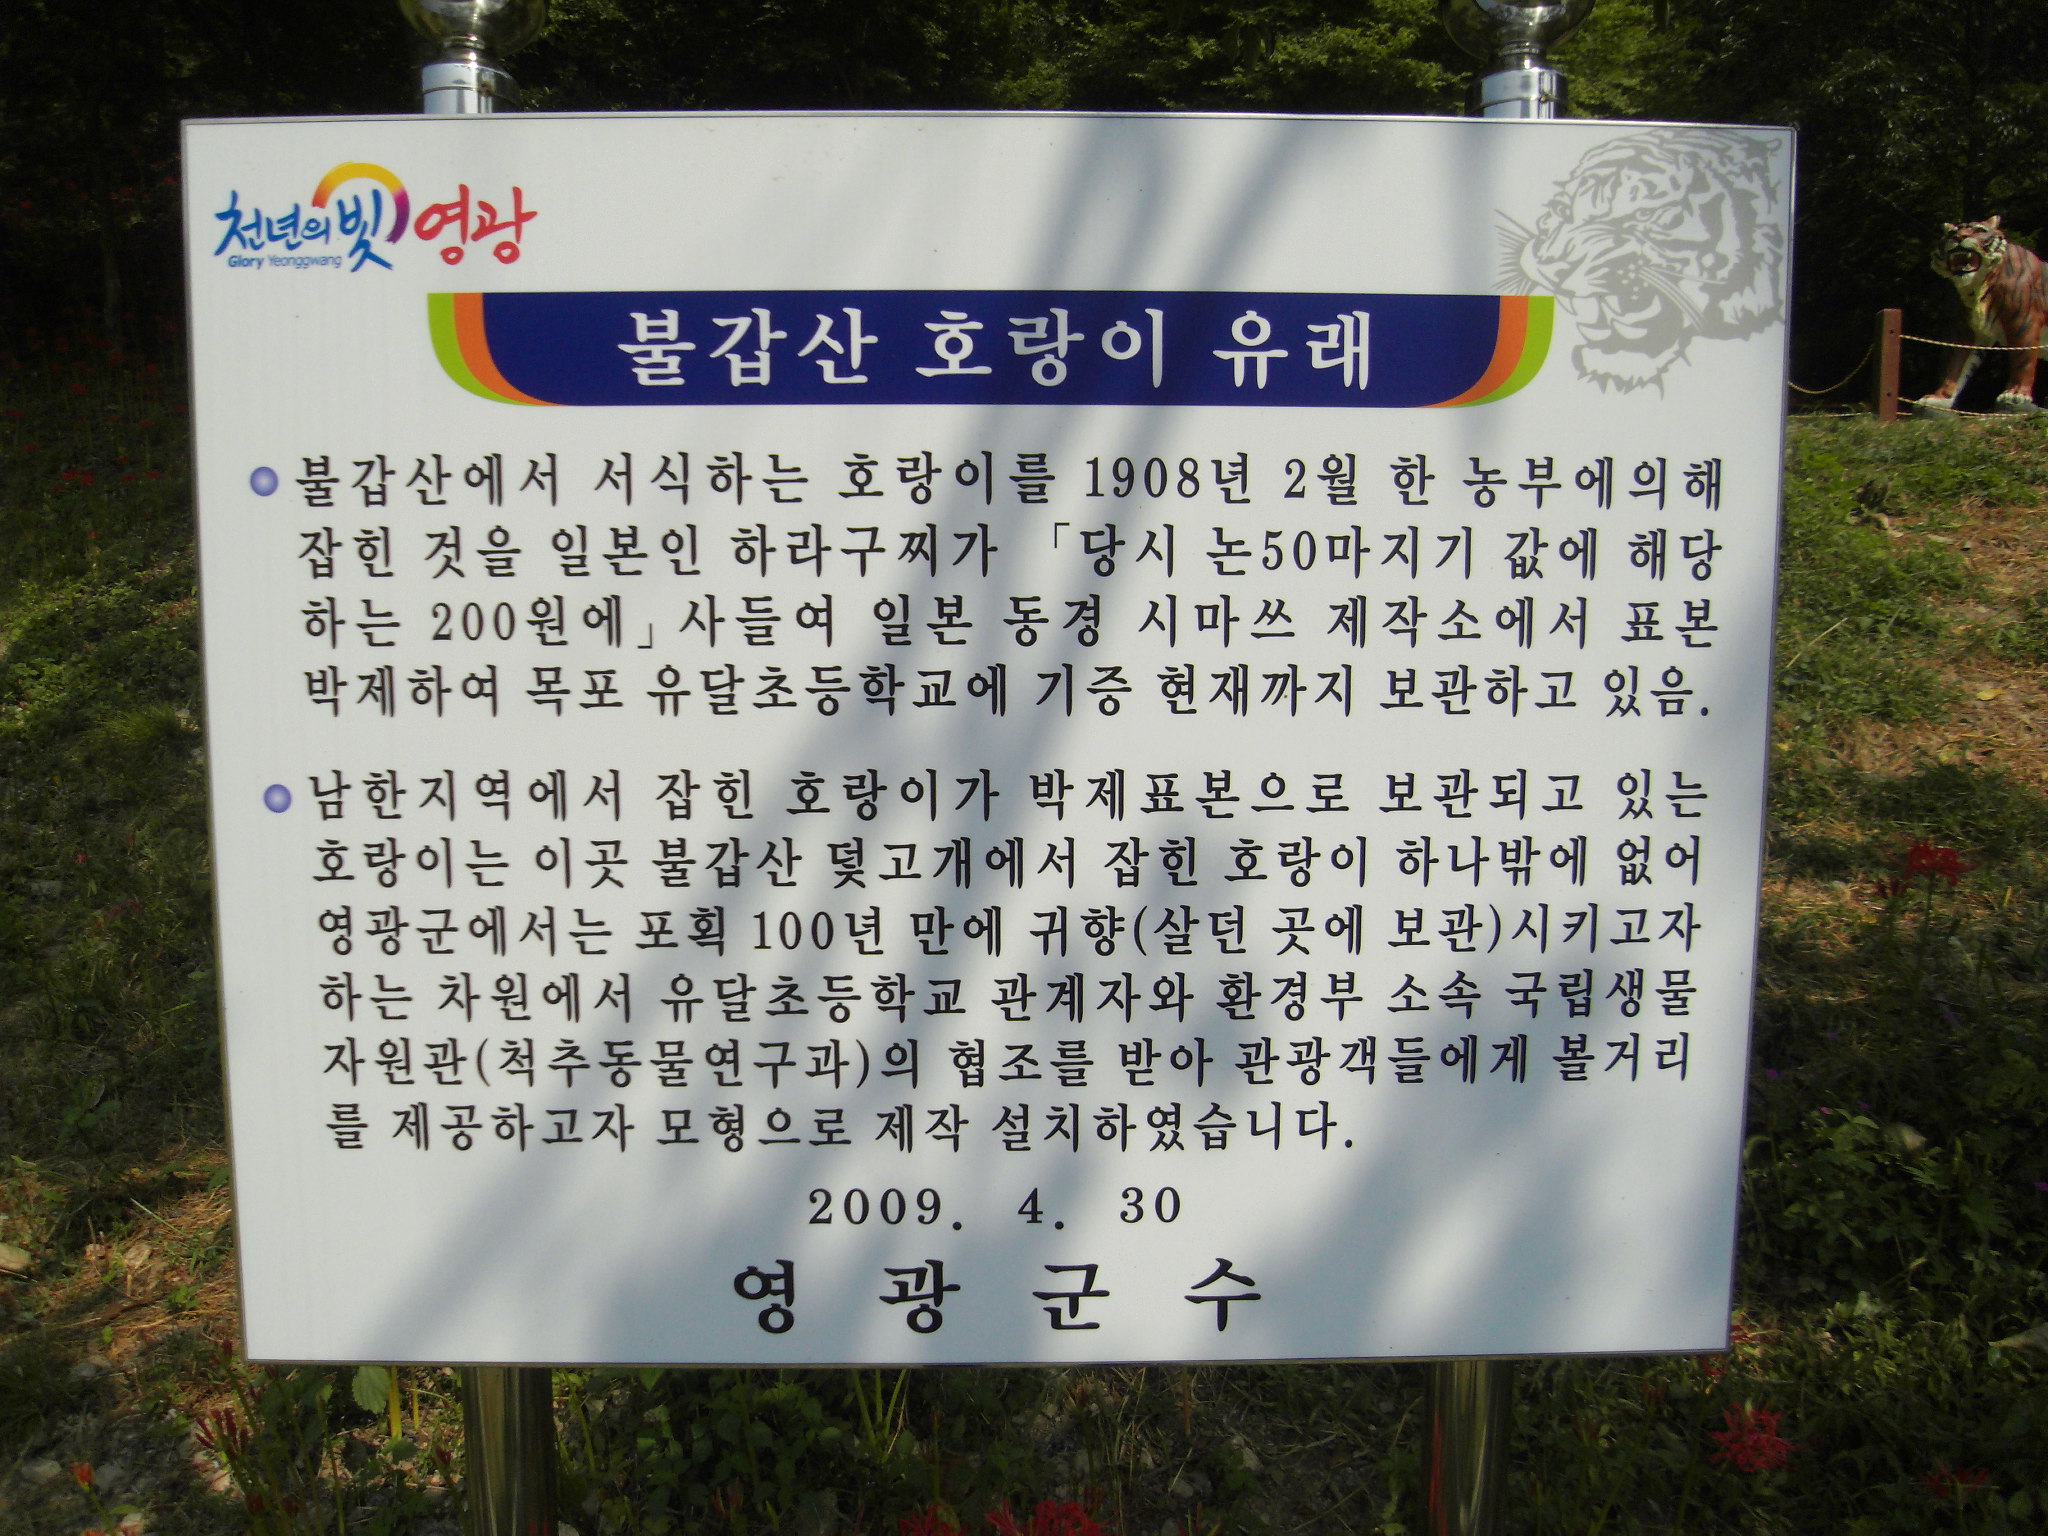 천년의 빛 영광
Glory Yeonggwang
불갑산 호랑이 유래
불갑산에서 서식하는 호랑이를 1908년 2월 한 농부에의해
잡힌 것을 일본인 하라구찌가 「당시 논50마지기 값에 해당
하는 200원에」사들여 일본 동경 시마쓰 제작소에서 표본
박제하여 목포 유달초등학교에 기증 현재까지 보관하고 있음.
남한지역에서 잡힌 호랑이가 박제표본으로 보관되고 있는
호랑이는 이곳 불갑산 덫고개에서 잡힌 호랑이 하나밖에 없어
영광군에서는 포획 100년 만에 귀향(살던 곳에 보관)시키고자
하는 차원에서 유달초등학교 관계자와 환경부 소속 국립생물
자원관(척추동물연구과)의 협조를 받아 관광객들에게 볼거리
를 제공하고자 모형으로 제작 설치하였습니다.
2009. 4. 30
영 광 군 수